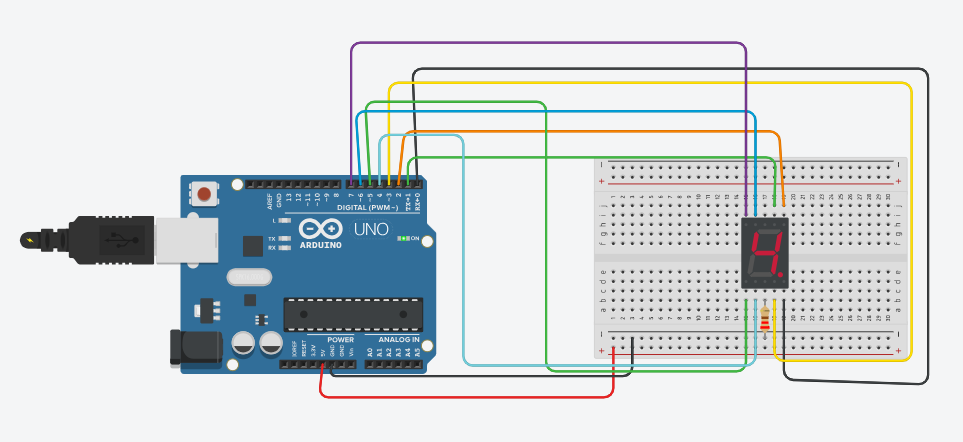 AREF
GND
13
12
~11
~10
~9
8
7
~6
~5
4
~3
2
TX→1
RX←0
DIGITAL (PWM~)
L
TX
RX
ARDUINO
UNO
ON
POWER
ANALOG IN
IOREF
RESET
3.3V
5V
GND
GND
Vin
A0
A1
A2
A3
A4
A5
j
i
h
g
f
e
d
c
b
a